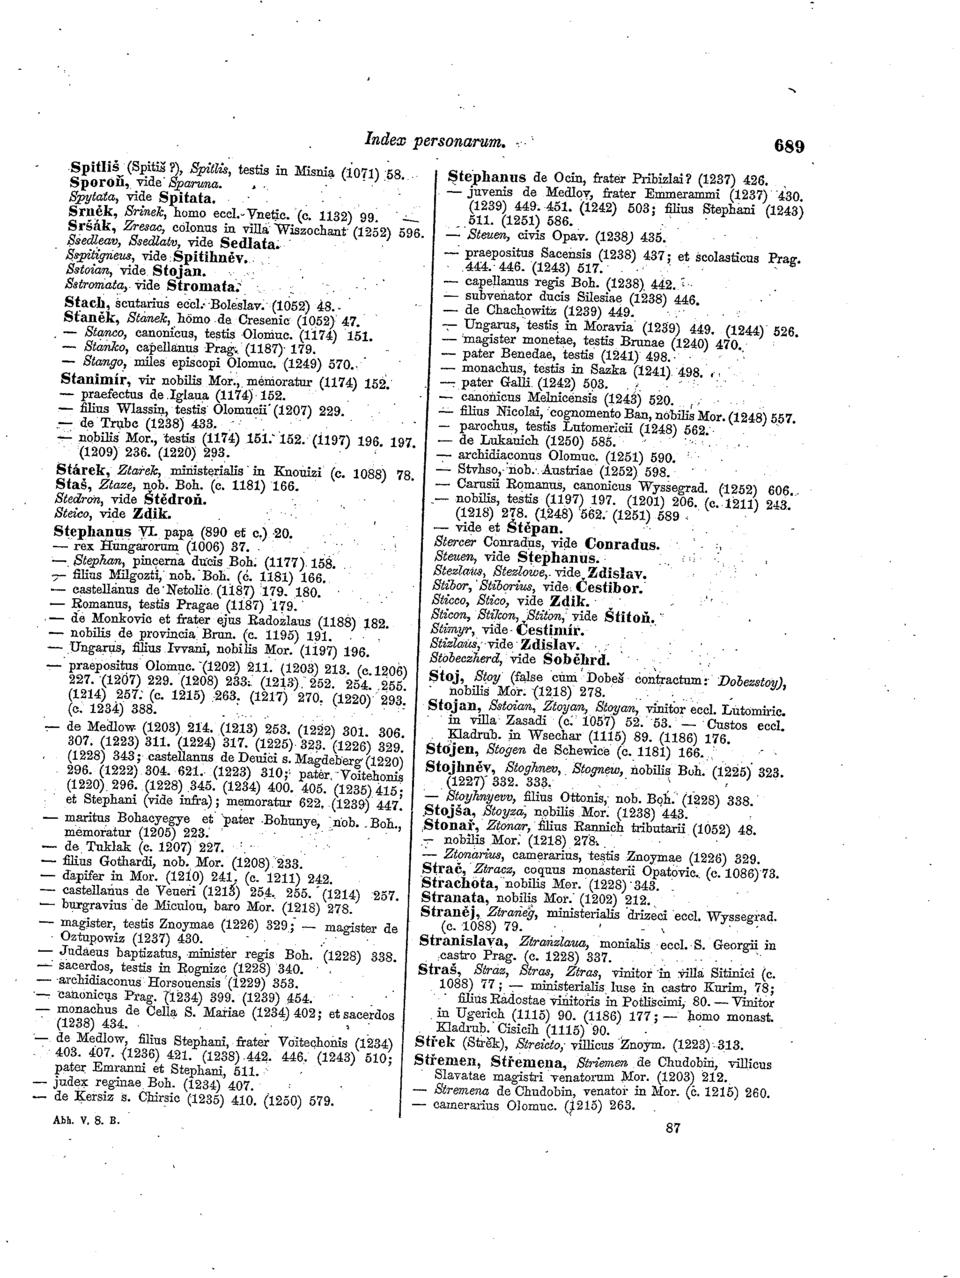 Index personarum.
689
Spitliš (Spitiš ?), Spitlis, testis in Misnia (1071) 58.
Sporoň, vide Sparuna.
Spytata, vide Spitata.
Srněk, Srinek, homo eccl. Vnetic. (c. 1132) 99.
Sršák, Zresac, colonus in villa Wiszochant (1252) 596.
Ssedleav, Ssedlatv, vide Sedlata.
Sspitigneus, vide Spitihněv.
Sstoian, vide Stojan.
Sstromata, vide Stromata.
Stach, scutarius eccl. Boleslav. (1052) 48.
Staněk, Stanek, homo de Cresenic (1052) 47.
— Stanco, canonicus, testis Olomuc. (1174) 151.
— Stanko, capellanus Prag. (1187) 179.
— Stango, miles episcopi Olomuc. (1249) 570.
Stanimír, vir nobilis Mor., memoratur (1174) 152.
— praefectus de Iglaua (1174) 152.
— filius Wlassin, testis Olomucii (1207) 229.
— de Trubc (1238) 433.
— nobilis Mor., testis (1174) 151. 152. (1197) 196. 197.
(1209) 236. (1220) 293.
Stárek, Ztarek, ministerialis in Knouizi (c. 1088) 78.
Staš, Ztaze, nob. Boh. (c. 1181) 166.
Stedron, vide Štědroň.
Steico, vide Zdik.
Stephanus VI. papa (890 et c.) 20.
— rex Hungarorum (1006) 37.
— Stephan, pincerna ducis Boh. (1177) 158.
— filius Milgozti, nob. Boh. (c. 1181) 166.
— castellanus de Netolic (1187) 179. 180.
— Romanus, testis Pragae (1187) 179.
— de Monkovic et frater ejus Radozlaus (1188) 182.
— nobilis de provincia Brun. (c. 1195) 191.
— Ungarus, filius Ivvani, nobilis Mor. (1197) 196.
— praepositus Olomuc. (1202) 211. (1203) 213. (c. 1206)
227. (1207) 229. (1208) 233. (1213) 252. 254. 255.
(1214) 257. (c. 1215) 263. (1217) 270. (1220) 293.
(c. 1234) 388.
— de Medlow (1203) 214. (1213) 253. (1222) 301. 306.
307. (1223) 311. (1224) 317. (1225) 323. (1226) 329.
(1228) 343; castellanus de Deuici s. Magdeberg (1220)
296. (1222) 304. 621. (1223) 310; pater Voitehonis
(1220) 296. (1228) 345. (1234) 400. 405. (1235) 415;
et Stephani (vide infra); memoratur 622. (1239) 447.
— maritus Bohacyegye et pater Bohunye, nob. Boh.,
memoratur (1205) 223.
— de Tuklak (c. 1207) 227.
— filius Gothardi, nob. Mor. (1208) 233.
— dapifer in Mor. (1210) 241. (c. 1211) 242.
— castellanus de Veueri (1213) 254. 255. (1214) 257.
— burgravius de Miculou, baro Mor. (1218) 278.
— magister, testis Znoymae (1226) 329; — magister de
Oztupowiz (1237) 430.
— Judaeus baptizatus, minister regis Boh. (1228) 338.
— sacerdos, testis in Rognizc (1228) 340.
— archidiaconus Horsouensis (1229) 353.
— canonicus Prag. (1234) 399. (1239) 454.
— monachus de Cella S. Mariae (1234) 402; et sacerdos
(1238) 434.
— de Medlow, filius Stephani, frater Voitechonis (1234)
403. 407. (1236) 421. (1238) 442. 446. (1243) 510;
pater Emranni et Stephani, 511.
— judex reginae Boh. (1234) 407.
— de Kersiz s. Chirsic (1235) 410. (1250) 579.
Abh. V. 8. B.
Stephanus de Ocin, frater Pribizlai? (1237) 426.
— juvenis de Medlov, frater Emmerammi (1237) 430.
(1239) 449. 451. (1242) 503; filius Stephani (1243)
511. (1251) 586.
— Steuen, civis Opav. (1238) 435.
— praepositus Sacensis (1238) 437; et scolasticus Prag.
444. 446. (1243) 517.
— capellanus regis Boh. (1238) 442.
— subvenator ducis Silesiae (1238) 446.
— de Chachowitz (1239) 449.
— Ungarus, testis in Moravia (1239) 449. (1244) 526.
— magister monetae, testis Brunae (1240) 470.
— pater Benedae, testis (1241) 498.
— monachus, testis in Sazka (1241) 498.
— pater Galli (1242) 503.
— canonicus Melnicensis (1243) 520.
— filius Nicolai, cognomento Ban, nobilis Mor. (1248) 557.
— parochus, testis Lutomericii (1248) 562.
— de Lukanich (1250) 585.
— archidiaconus Olomuc. (1251) 590.
— Stvhso, nob. Austriae (1252) 598.
— Carusii Romanus, canonicus Wyssegrad. (1252) 606.
— nobilis, testis (1197) 197. (1201) 206. (c. 1211) 243.
(1218) 278. (1248) 562. (1251) 589.
— vide et Štěpan.
Stercer Conradus, vide Conradus.
Steuen, vide Stephanus.
Stezlaus, Stezlowe, vide Zdislav.
Stibor, Stiborius, vide Čestibor.
Sticco, Stico, vide Zdik.
Sticon, Stikon, Stiton, vide Štitoň.
Stimyr, vide Čestimír.
Stizlaus, vide Zdislav.
Stobeczherd, vide Soběhrd.
Stoj, Stoy (false cum Dobeš contractum: Dobezstoy),
nobilis Mor. (1218) 278.
Stojan, Sstoian, Ztoyan, Stoyan, vinitor eccl. Lutomiric.
in villa Zasadi (c. 1057) 52. 53. — Custos eccl.
Kladrub. in Wsechar (1115) 89. (1186) 176.
Stojen, Stogen de Schewice (c. 1181) 166.
Stojhněv, Stoghnev, Stognew, nobilis Boh. (1225) 323.
(1227) 332. 333.
— Stoyhnyevv, filius Ottonis, nob. Boh. (1228) 338.
Stojša, Stoyza, nobilis Mor. (1238) 443.
Stonař, Ztonar, filius Rannich tributarii (1052) 48.
— nobilis Mor. (1218) 278.
— Ztonarius, camerarius, testis Znoymae (1226) 329.
Strač, Ztracz, coquus monasterii Opatovic. (c. 1086) 73.
Strachota, nobilis Mor. (1228) 343.
Stranata, nobilis Mor. (1202) 212.
Straněj, Ztraneg, ministerialis drizeci eccl. Wyssegrad.
(c. 1088) 79.
Stranislava, Ztranzlaua, monialis eccl. S. Georgii in
castro Prag. (c. 1228) 337.
Straš, Straz, Stras, Ztras, vinitor in villa Sitinici (c.
1088) 77; — ministerialis luse in castro Kurim, 78;
filius Radostae vinitoris in Potliscimi, 80. — Vinitor
in Ugerich (1115) 90. (1186) 177; — homo monast.
Kladrub. Cisicih (1115) 90.
Střek (Strěk), Streicto, villicus Znoym. (1223) 313.
Střemen, Střemena, Striemen de Chudobin, villicus
Slavatae magistri venatorum Mor. (1203) 212.
— Stremena de Chudobin, venator in Mor. (c. 1215) 260.
— camerarius Olomuc. (1215) 263.
87